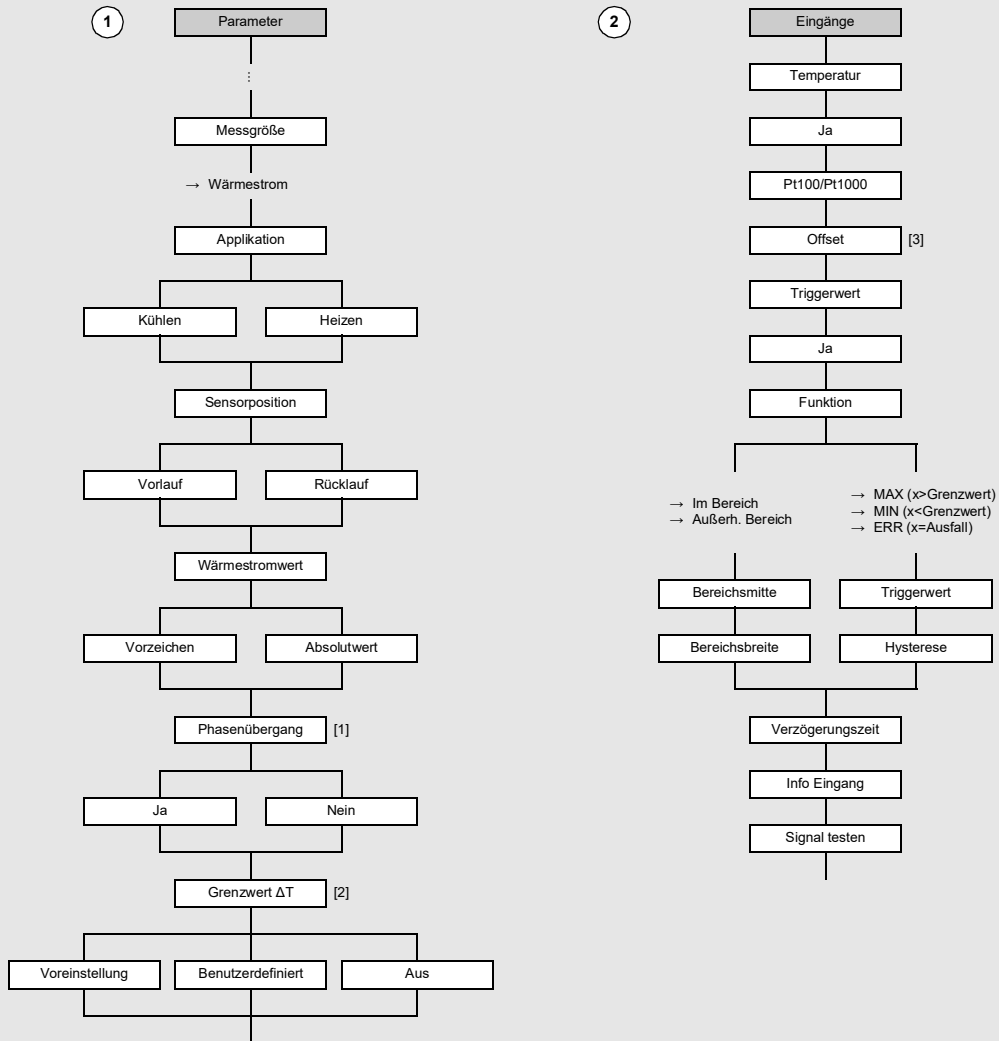 1
Parameter
⋮
Messgröße
→ Wärmestrom
Applikation
Kühlen
Heizen
Sensorposition
Vorlauf
Rücklauf
Wärmestromwert
Vorzeichen
Absolutwert
Phasenübergang [1]
Ja
Nein
Grenzwert ΔT [2]
Voreinstellung
Benutzerdefiniert
Aus
2
Eingänge
Temperatur
Ja
Pt100/Pt1000
Offset [3]
Triggerwert
Ja
Funktion
→ Im Bereich
→ Außerh. Bereich
→ MAX (x>Grenzwert)
→ MIN (x<Grenzwert)
→ ERR (x=Ausfall)
Bereichsmitte
Triggerwert
Bereichsbreite
Hysterese
Verzögerungszeit
Info Eingang
Signal testen